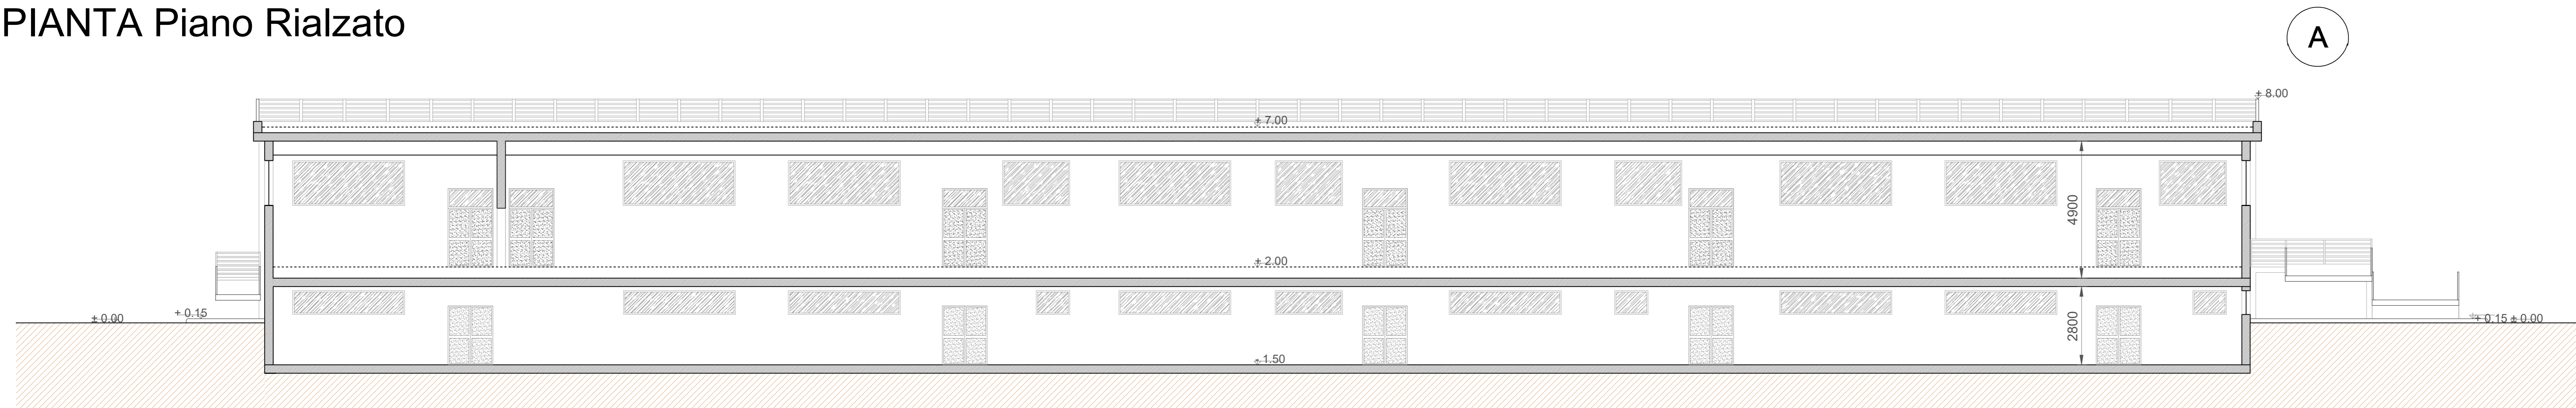 PIANTA Piano Rialzato
A
+ 8.00
+ 7.00
4900
+ 2.00
+ 0.15
± 0.00
2800
+ 0.15 ± 0.00
- 1.50